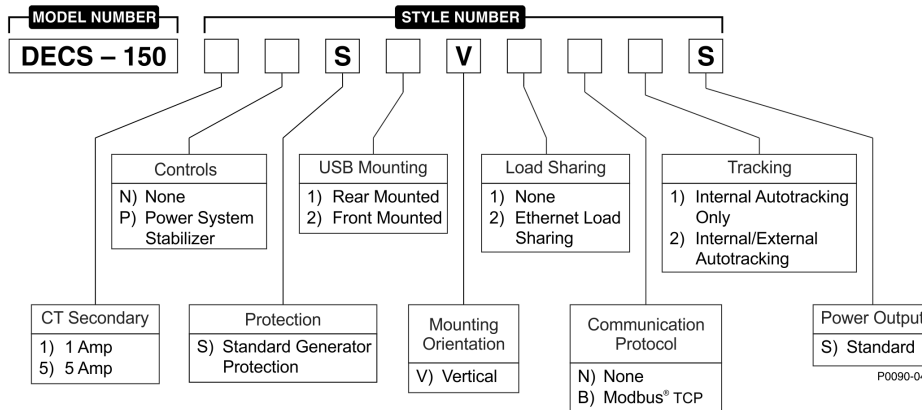 MODEL NUMBER
STYLE NUMBER
DECS – 150
S
V
S
Controls
N) None
P) Power System
Stabilizer
USB Mounting
1) Rear Mounted
2) Front Mounted
Load Sharing
1) None
2) Ethernet Load
Sharing
Tracking
1) Internal Autotracking
Only
2) Internal/External
Autotracking
CT Secondary
1) 1 Amp
5) 5 Amp
Protection
S) Standard Generator
Protection
Mounting
Orientation
V) Vertical
Communication
Protocol
N) None
B) Modbus® TCP
Power Output
S) Standard
P0090-04